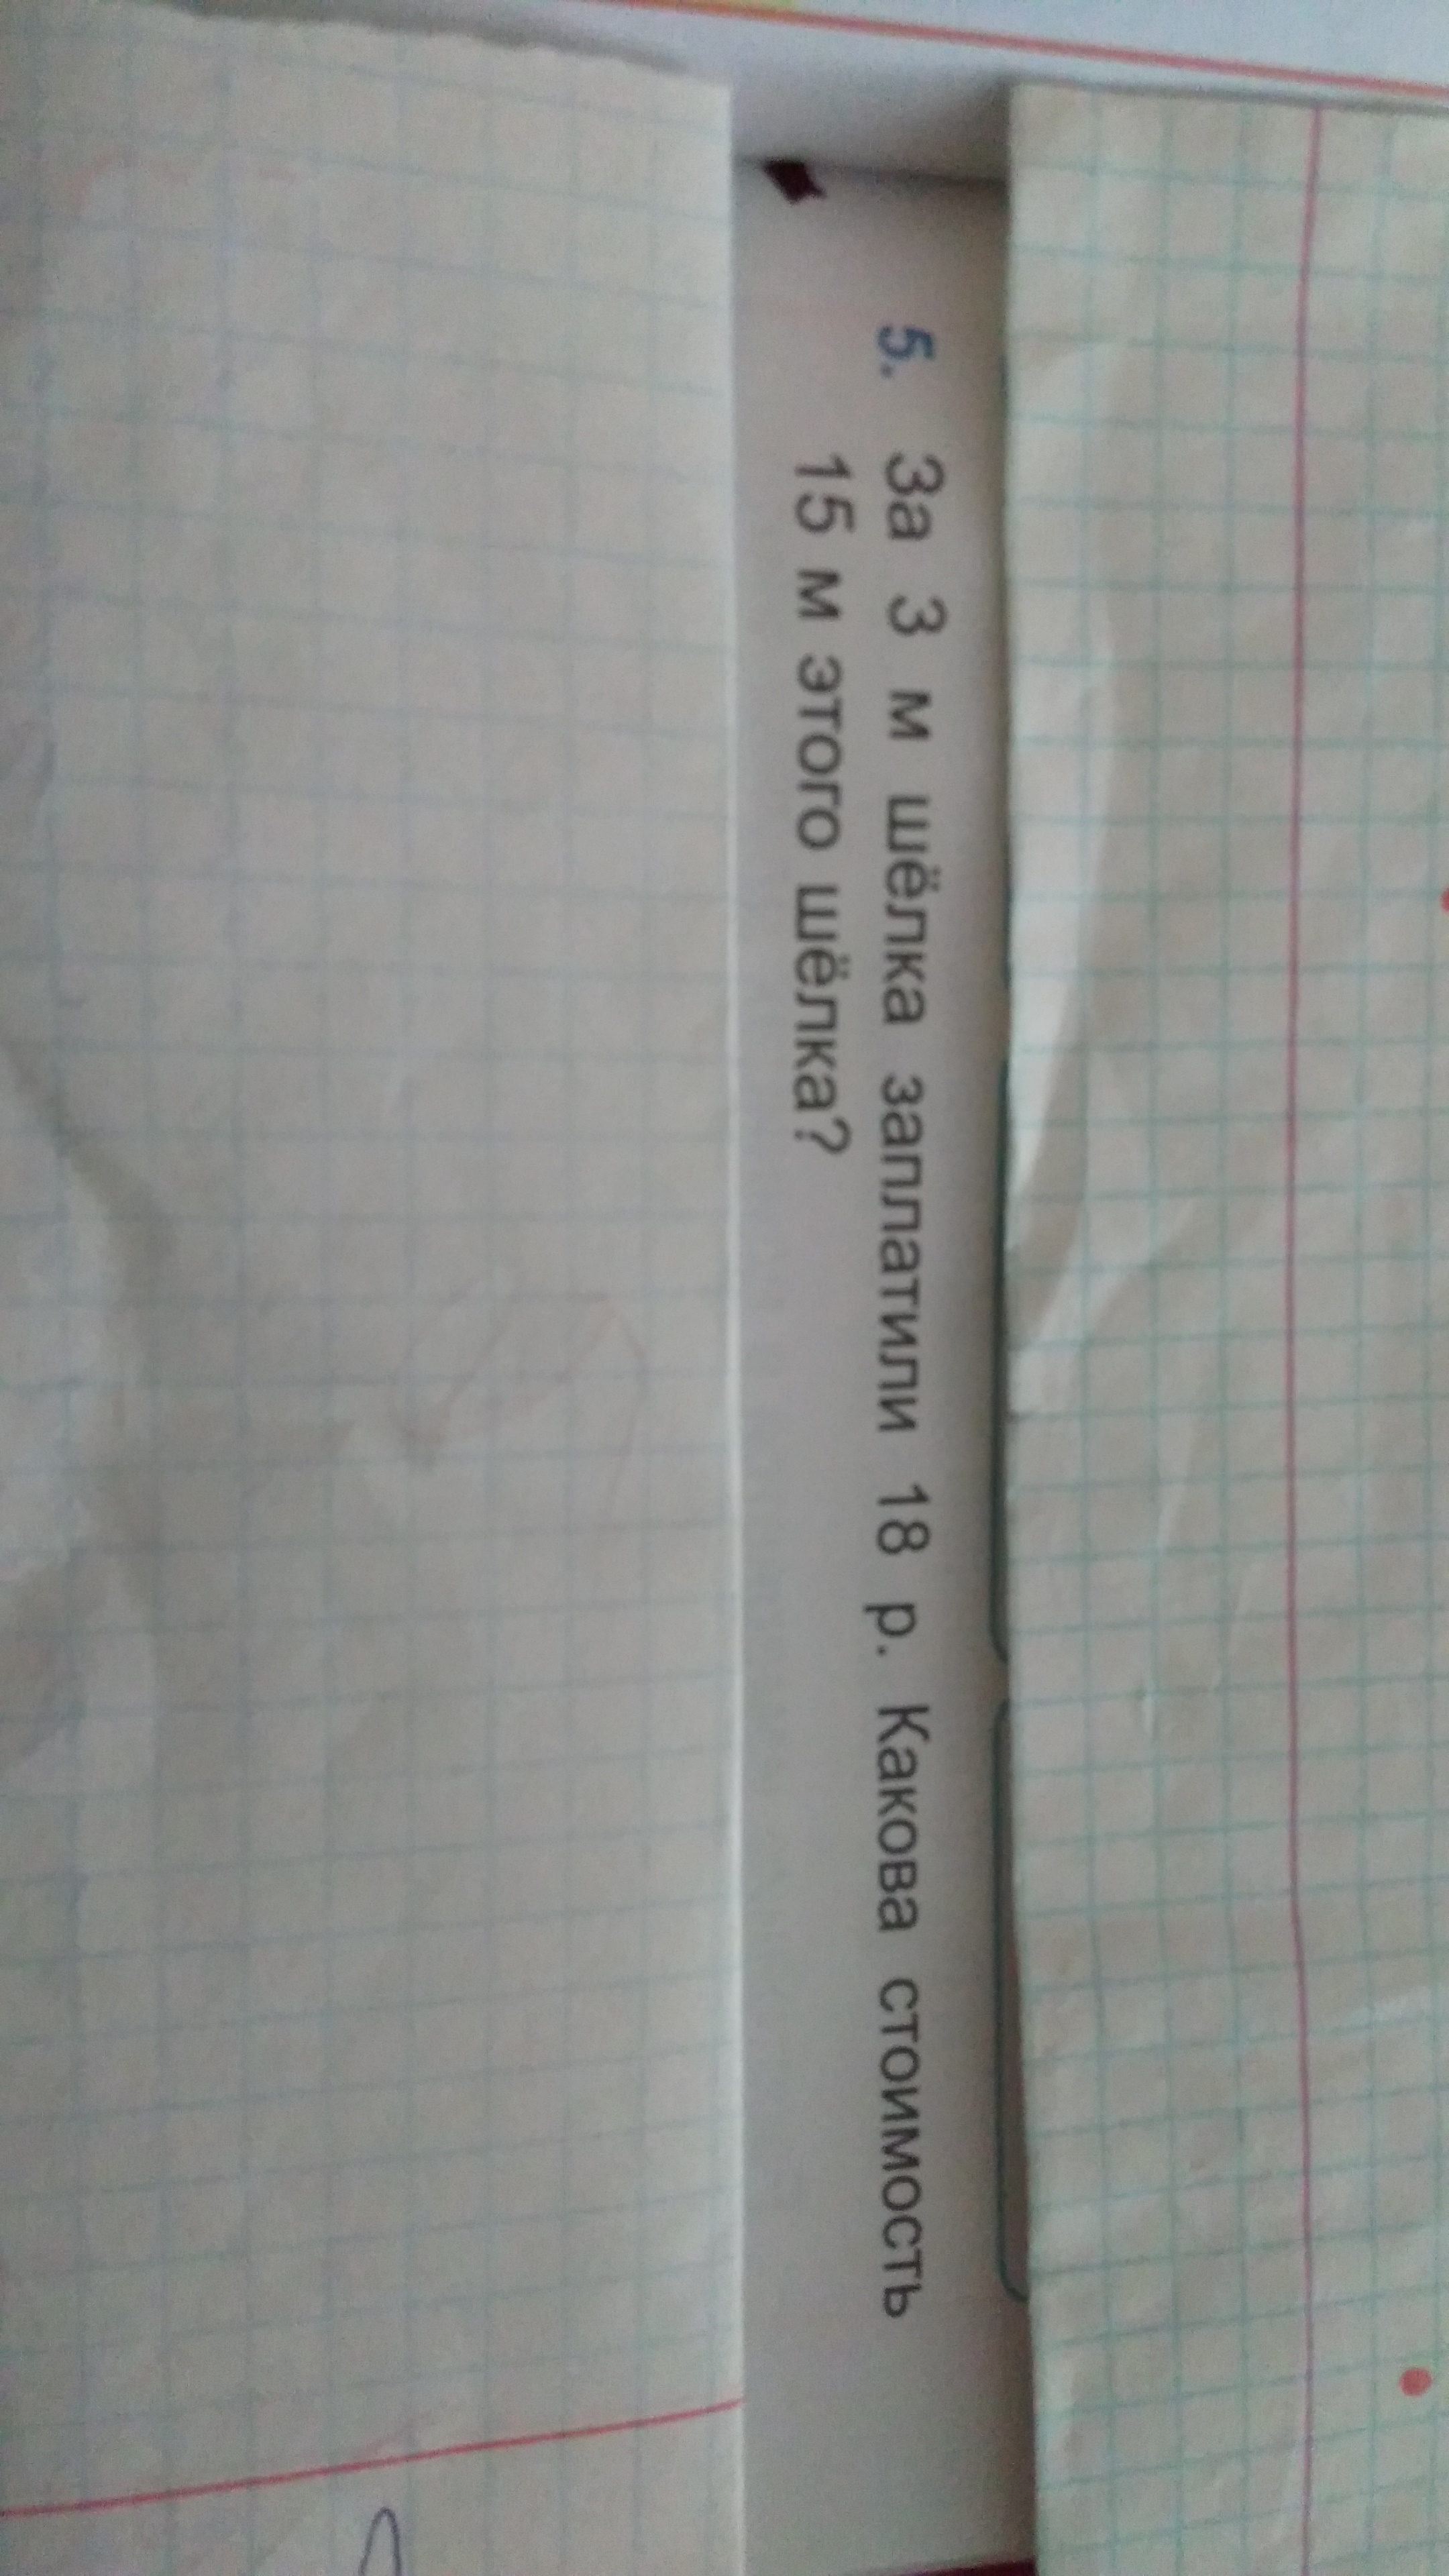 5. За 3 м шёлка заплатили 18 р. Какова стоимость
15 м этого шёлка?